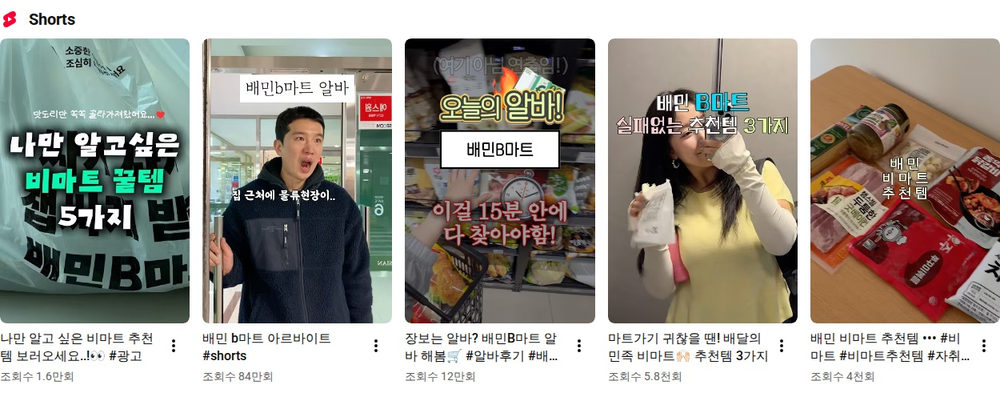 Shorts
소중한
조심히
맛도리만 쏙쏙 골라가져왔어요...
나만 알고싶은
비마트 꿀템
5가지
배민B마
배민b마트 알바
집 근처에 물류현장이..
에스원
(여기 아님 연출임!)
오늘의 알바!
배민B마트
이걸 15분 안에
다 찾아야함!
배민 B마트
실패없는 추천템 3가지
배민
비마트
추천템
나만 알고 싶은 비마트 추천
템 보러오세요..!👀 #광고
조회수 1.6만회
배민 b마트 아르바이트
#shorts
조회수 84만회
장보는 알바? 배민B마트 알
바 해봄🛒 #알바후기 #배...
조회수 12만회
마트가기 귀찮을 땐! 배달의
민족 비마트🙌🏻 추천템 3가지
조회수 5.8천회
배민 비마트 추천템 ••• #비
마트 #비마트추천템 #자취...
조회수 4천회